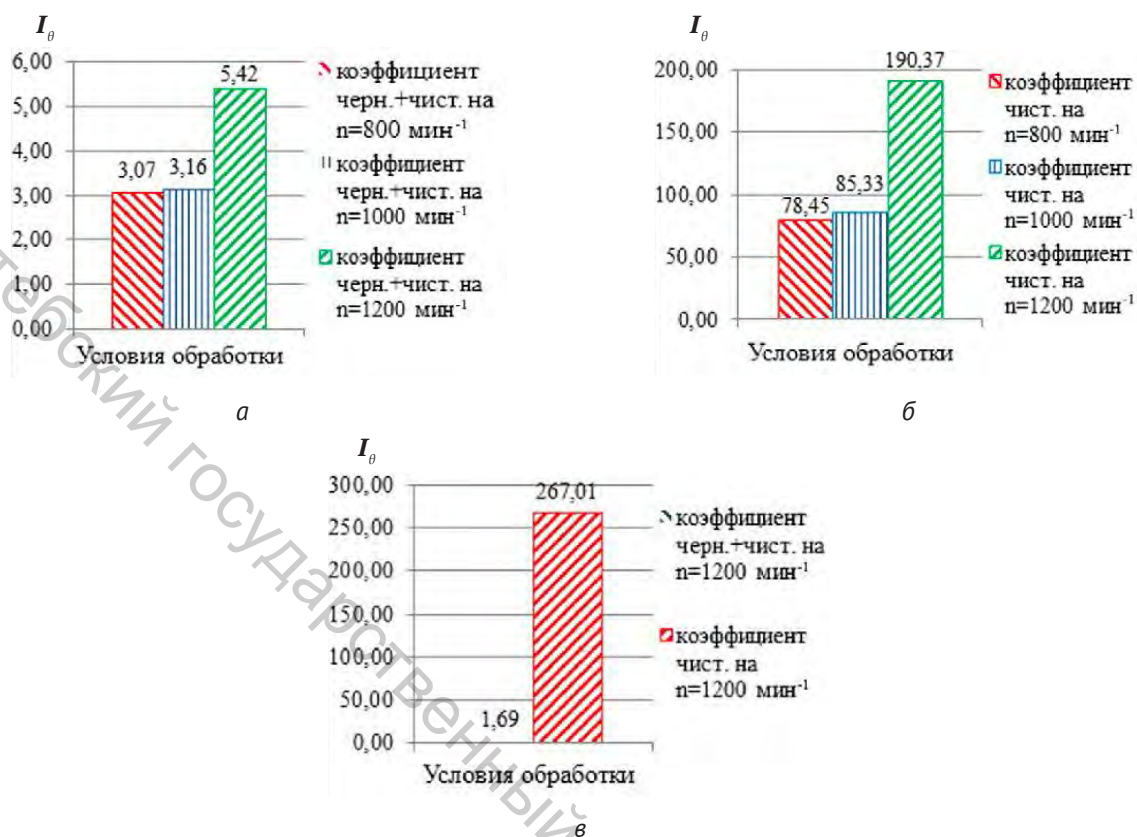 I_θ
6,00
5,00
4,00
3,00
2,00
1,00
0,00
3,07
3,16
5,42
Условия обработки
коэффициент
черн.+чист. на
n=800 мин⁻¹
коэффициент
черн.+чист. на
n=1000 мин⁻¹
коэффициент
черн.+чист. на
n=1200 мин⁻¹
а
I_θ
200,00
150,00
100,00
50,00
0,00
78,45
85,33
190,37
Условия обработки
коэффициент
чист. на
n=800 мин⁻¹
коэффициент
чист. на
n=1000 мин⁻¹
коэффициент
чист. на
n=1200 мин⁻¹
б
I_θ
300,00
250,00
200,00
150,00
100,00
50,00
0,00
1,69
267,01
Условия обработки
коэффициент
черн.+чист. на
n=1200 мин⁻¹
коэффициент
чист. на
n=1200 мин⁻¹
в
тебский государственный